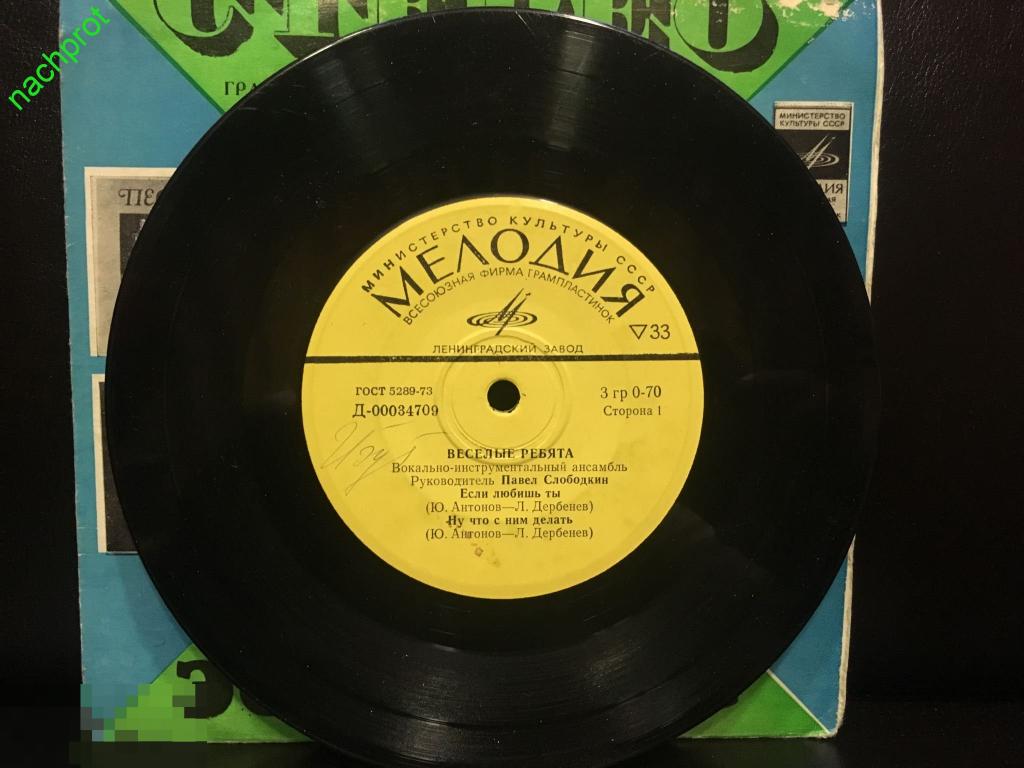 nachprot
СТЕРЕО
МИНИСТЕРСТВО
КУЛЬТУРЫ СССР
МИНИСТЕРСТВО КУЛЬТУРЫ СССР
МЕЛОДИЯ
ВСЕСОЮЗНАЯ ФИРМА ГРАМПЛАСТИНОК
▽33
ЛЕНИНГРАДСКИЙ ЗАВОД
ГОСТ 5289-73
3 гр 0-70
Д-00034709
Сторона 1
ВЕСЕЛЫЕ РЕБЯТА
Вокально-инструментальный ансамбль
Руководитель Павел Слободкин
Если любишь ты
(Ю. Антонов—Л. Дербенев)
Ну что с ним делать
(Ю. Антонов—Л. Дербенев)